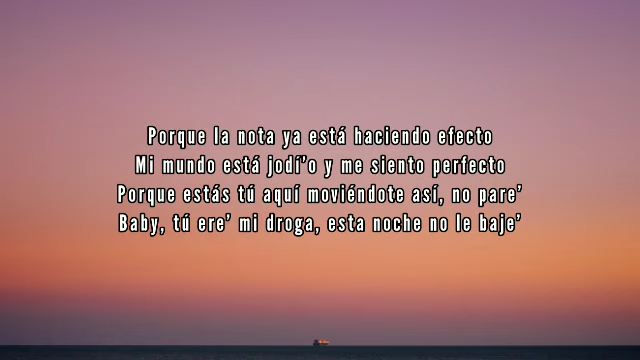 Porque la nota ya está haciendo efecto
Mi mundo está jodí'o y me siento perfecto
Porque estás tú aquí moviéndote así, no pare'
Baby, tú ere' mi droga, esta noche no le baje'